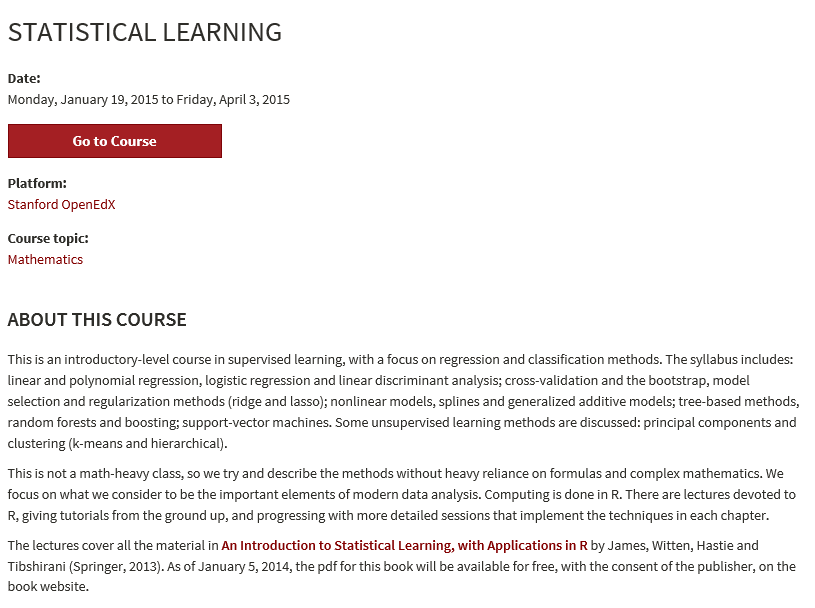 STATISTICAL LEARNING
Date:
Monday, January 19, 2015 to Friday, April 3, 2015
Go to Course
Platform:
Stanford OpenEdX
Course topic:
Mathematics
ABOUT THIS COURSE
This is an introductory-level course in supervised learning, with a focus on regression and classification methods. The syllabus includes:
linear and polynomial regression, logistic regression and linear discriminant analysis; cross-validation and the bootstrap, model
selection and regularization methods (ridge and lasso); nonlinear models, splines and generalized additive models; tree-based methods,
random forests and boosting; support-vector machines. Some unsupervised learning methods are discussed: principal components and
clustering (k-means and hierarchical).
This is not a math-heavy class, so we try and describe the methods without heavy reliance on formulas and complex mathematics. We
focus on what we consider to be the important elements of modern data analysis. Computing is done in R. There are lectures devoted to
R, giving tutorials from the ground up, and progressing with more detailed sessions that implement the techniques in each chapter.
The lectures cover all the material in An Introduction to Statistical Learning, with Applications in R by James, Witten, Hastie and
Tibshirani (Springer, 2013). As of January 5, 2014, the pdf for this book will be available for free, with the consent of the publisher, on the
book website.